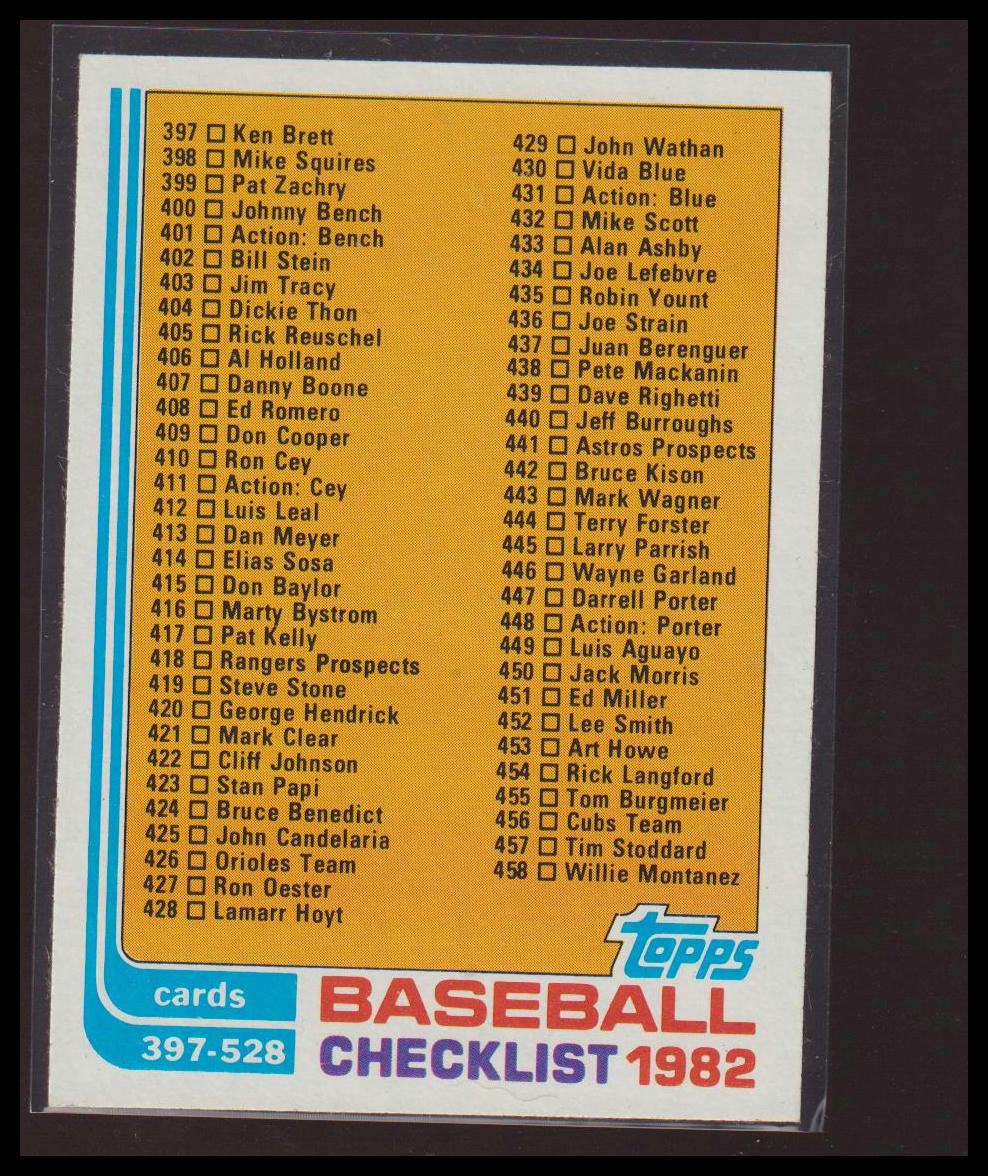 397 ☐ Ken Brett
398 ☐ Mike Squires
399 ☐ Pat Zachry
400 ☐ Johnny Bench
401 ☐ Action: Bench
402 ☐ Bill Stein
403 ☐ Jim Tracy
404 ☐ Dickie Thon
405 ☐ Rick Reuschel
406 ☐ Al Holland
407 ☐ Danny Boone
408 ☐ Ed Romero
409 ☐ Don Cooper
410 ☐ Ron Cey
411 ☐ Action: Cey
412 ☐ Luis Leal
413 ☐ Dan Meyer
414 ☐ Elias Sosa
415 ☐ Don Baylor
416 ☐ Marty Bystrom
417 ☐ Pat Kelly
418 ☐ Rangers Prospects
419 ☐ Steve Stone
420 ☐ George Hendrick
421 ☐ Mark Clear
422 ☐ Cliff Johnson
423 ☐ Stan Papi
424 ☐ Bruce Benedict
425 ☐ John Candelaria
426 ☐ Orioles Team
427 ☐ Ron Oester
428 ☐ Lamarr Hoyt
429 ☐ John Wathan
430 ☐ Vida Blue
431 ☐ Action: Blue
432 ☐ Mike Scott
433 ☐ Alan Ashby
434 ☐ Joe Lefebvre
435 ☐ Robin Yount
436 ☐ Joe Strain
437 ☐ Juan Berenguer
438 ☐ Pete Mackanin
439 ☐ Dave Righetti
440 ☐ Jeff Burroughs
441 ☐ Astros Prospects
442 ☐ Bruce Kison
443 ☐ Mark Wagner
444 ☐ Terry Forster
445 ☐ Larry Parrish
446 ☐ Wayne Garland
447 ☐ Darrell Porter
448 ☐ Action: Porter
449 ☐ Luis Aguayo
450 ☐ Jack Morris
451 ☐ Ed Miller
452 ☐ Lee Smith
453 ☐ Art Howe
454 ☐ Rick Langford
455 ☐ Tom Burgmeier
456 ☐ Cubs Team
457 ☐ Tim Stoddard
458 ☐ Willie Montanez
topps
cards
397-528
BASEBALL
CHECKLIST 1982